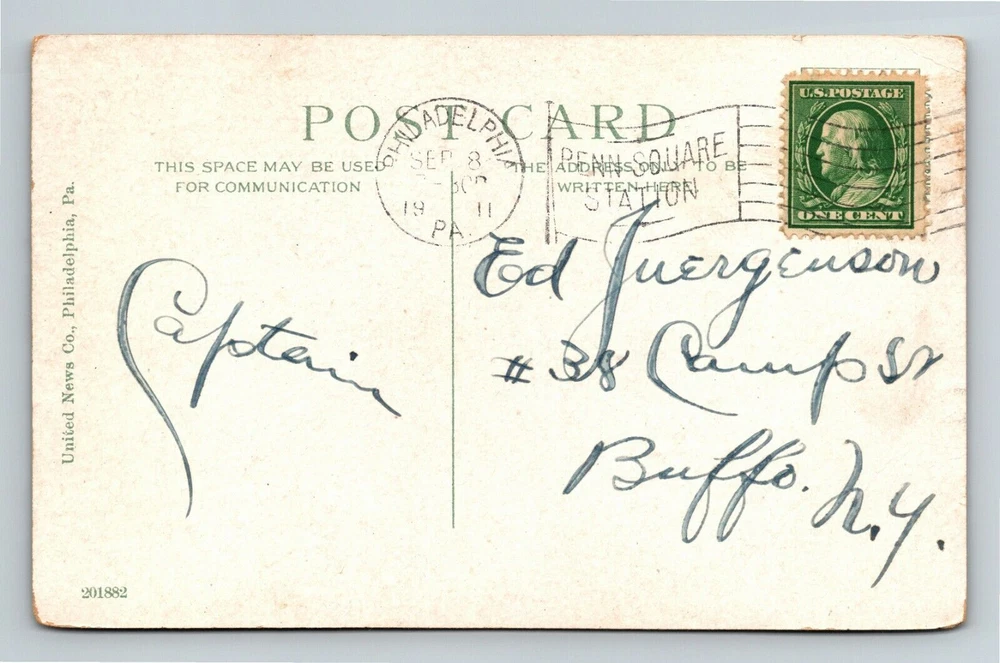 POST CARD
THIS SPACE MAY BE USED
FOR COMMUNICATION
THE ADDRESS ONLY TO BE
WRITTEN HERE
PHILADELPHIA
SEP 8
1911
PA
PENN SQUARE
STATION
U.S. POSTAGE
ONE CENT
Captain
Ed Juergenson
# 38 Camp St
Buffo. N.Y.
United News Co., Philadelphia, Pa.
201882